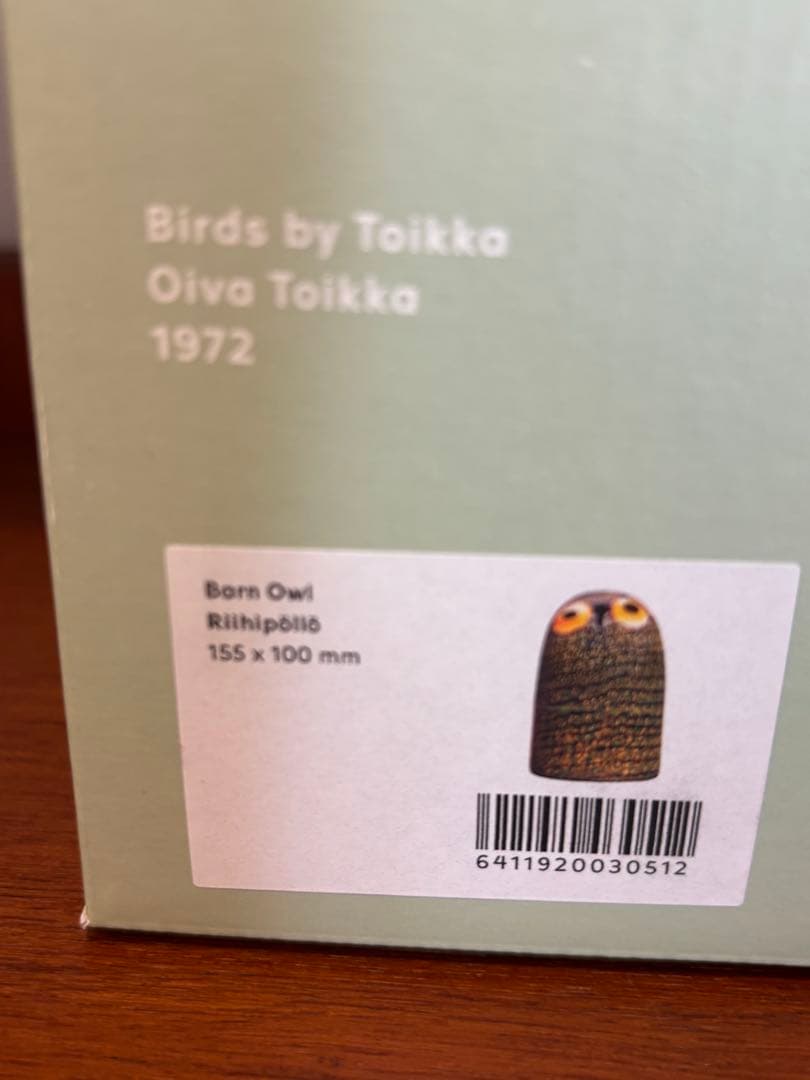 Birds by Toikka
Oiva Toikka
1972
Barn Owl
Riihipöllö
155 x 100 mm
6411920030512